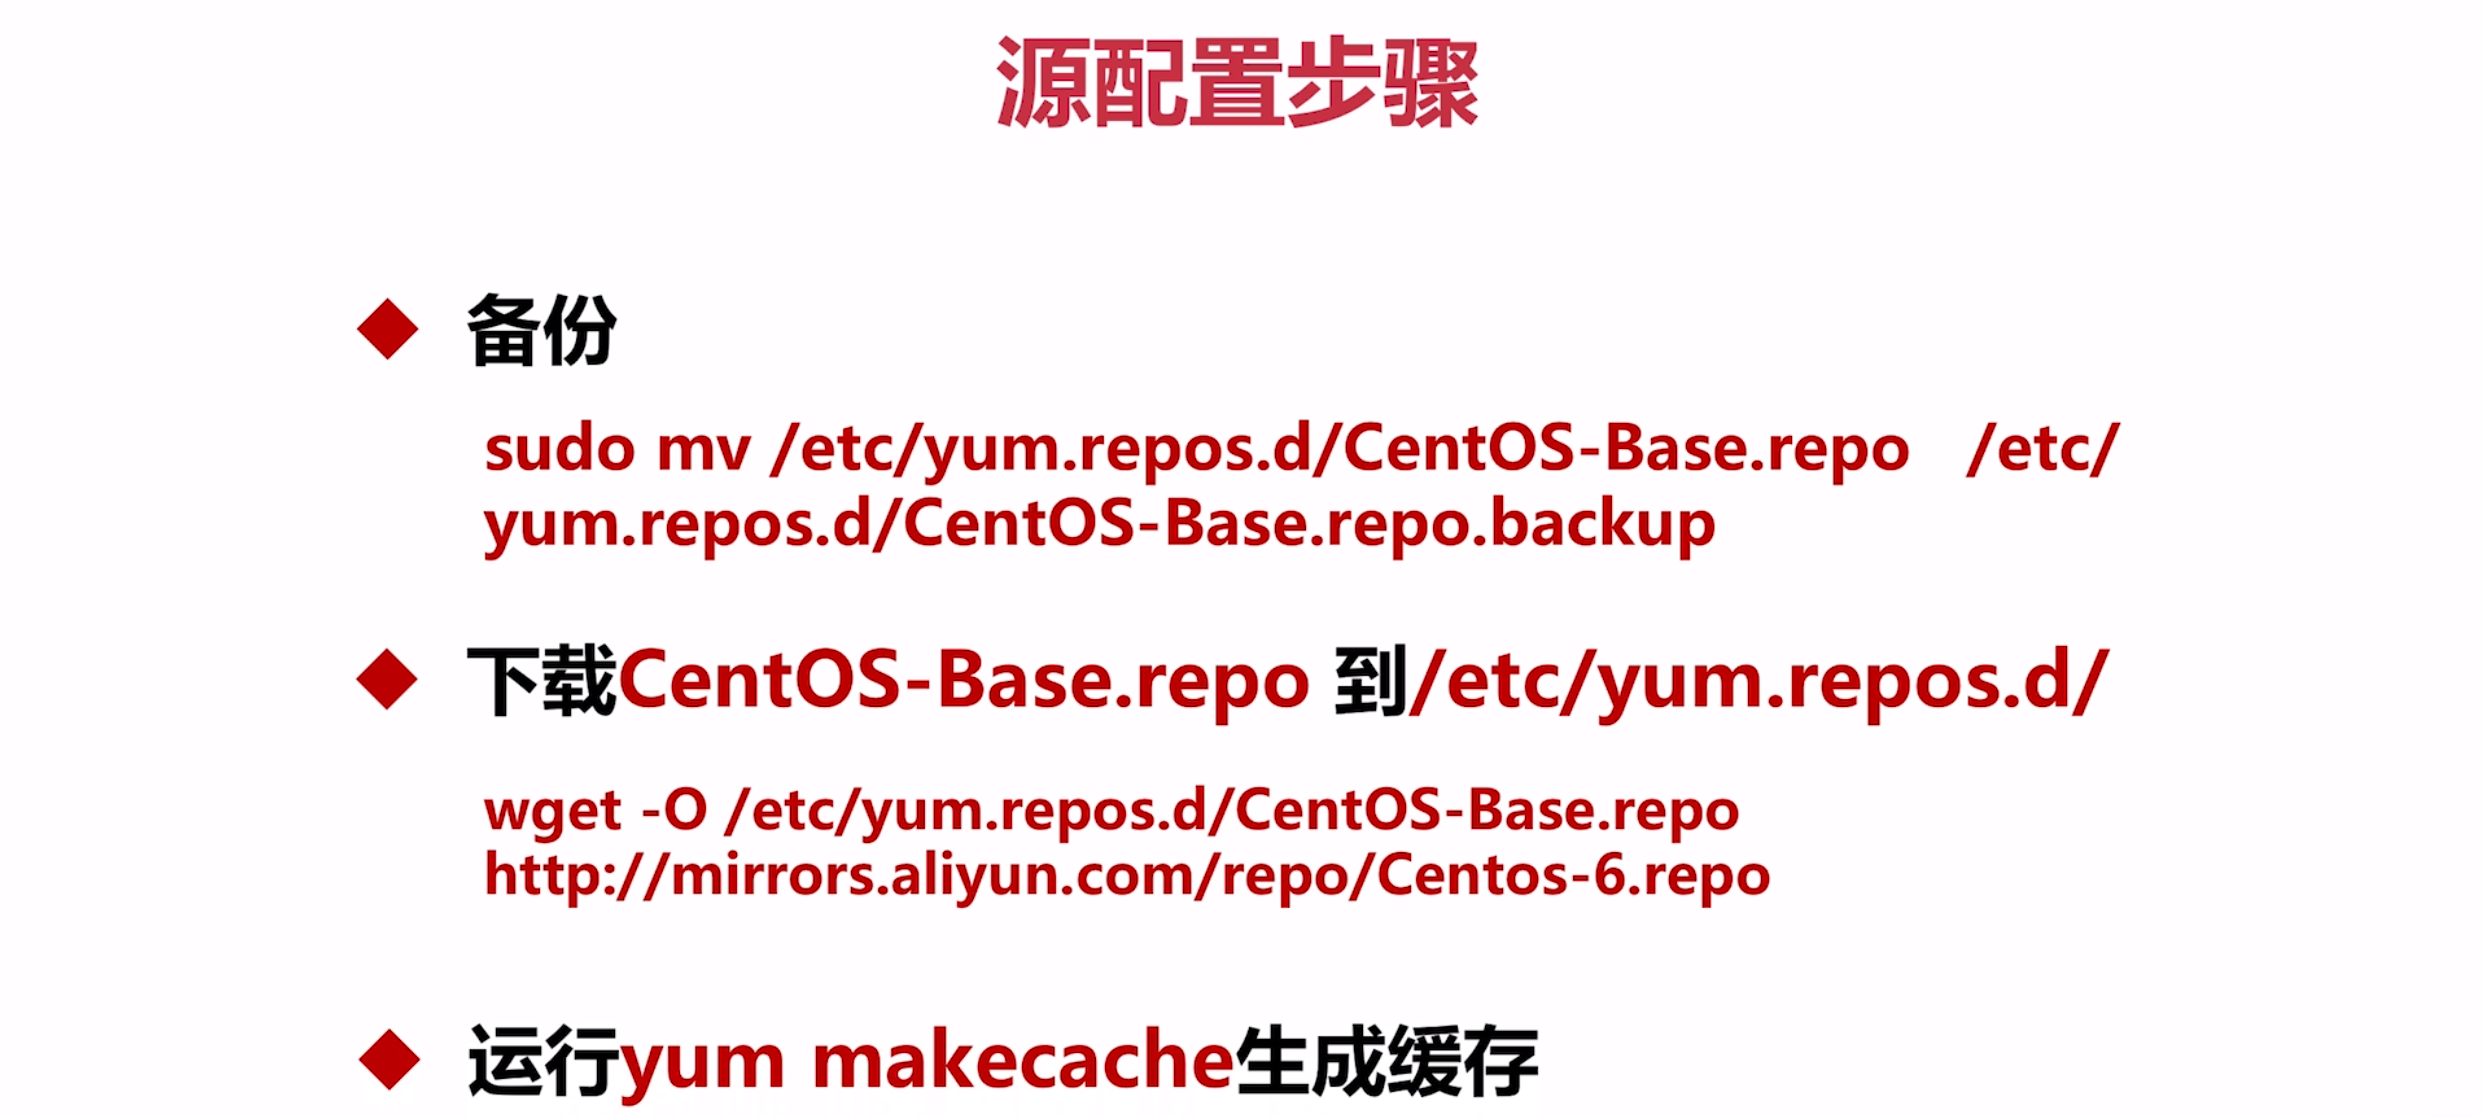 源配置步骤
备份
sudo mv /etc/yum.repos.d/CentOS-Base.repo /etc/
yum.repos.d/CentOS-Base.repo.backup
下载CentOS-Base.repo 到/etc/yum.repos.d/
wget -O /etc/yum.repos.d/CentOS-Base.repo
http://mirrors.aliyun.com/repo/Centos-6.repo
运行yum makecache生成缓存